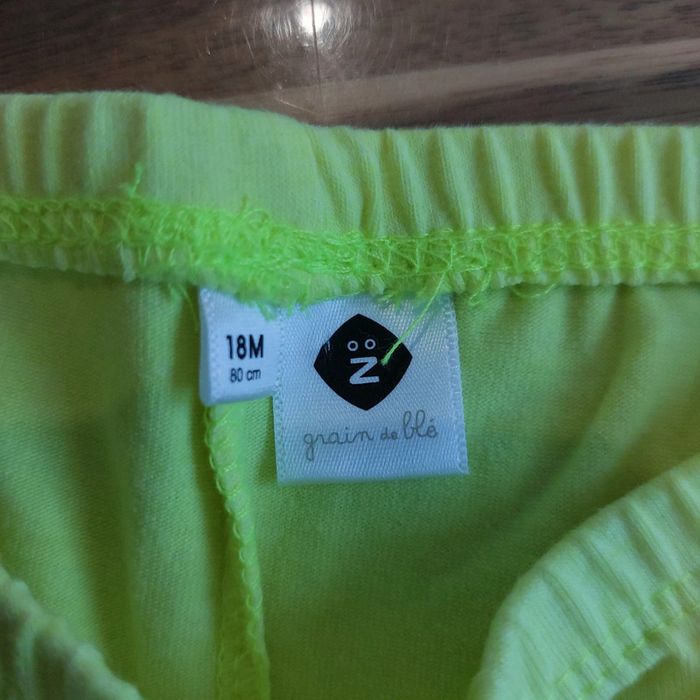 18M
80 cm
Z
grain de blé